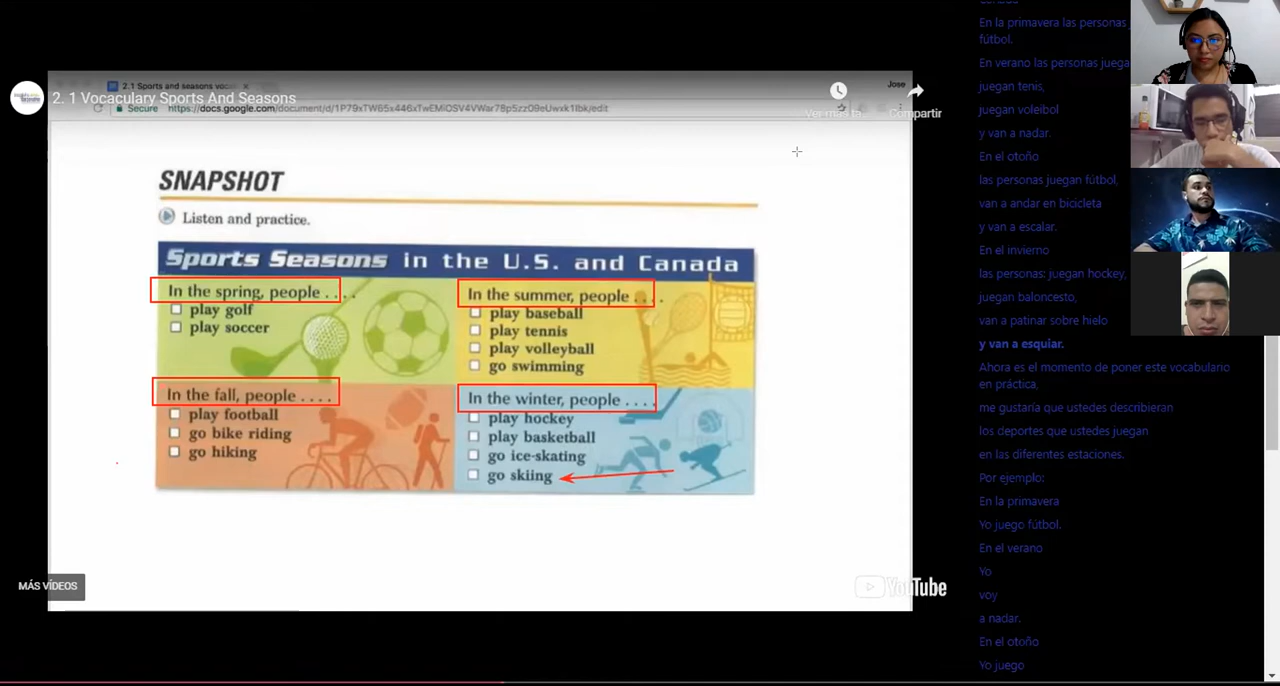 2.1 Sports and seasons voca
Jose
2. 1 Vocaculary Sports And Seasons
Secure
Compartir
SNAPSHOT
Listen and practice.
Sports Seasons in the U.S. and Canada
In the spring, people . . . .
play golf
play soccer
In the summer, people . . . .
play baseball
play tennis
play volleyball
go swimming
In the fall, people . . . .
play football
go bike riding
go hiking
In the winter, people . . . .
play hockey
play basketball
go ice-skating
go skiing
MÁS VÍDEOS
YouTube
En la primavera las personas
fútbol.
En verano las personas juega
juegan tenis,
juegan voleibol
y van a nadar.
En el otoño
las personas juegan fútbol,
van a andar en bicicleta
y van a escalar.
En el invierno
las personas: juegan hockey,
juegan baloncesto,
van a patinar sobre hielo
y van a esquiar.
Ahora es el momento de poner este vocabulario
en práctica,
me gustaría que ustedes describieran
los deportes que ustedes juegan
en las diferentes estaciones.
Por ejemplo:
En la primavera
Yo juego fútbol.
En el verano
Yo
voy
a nadar.
En el otoño
Yo juego